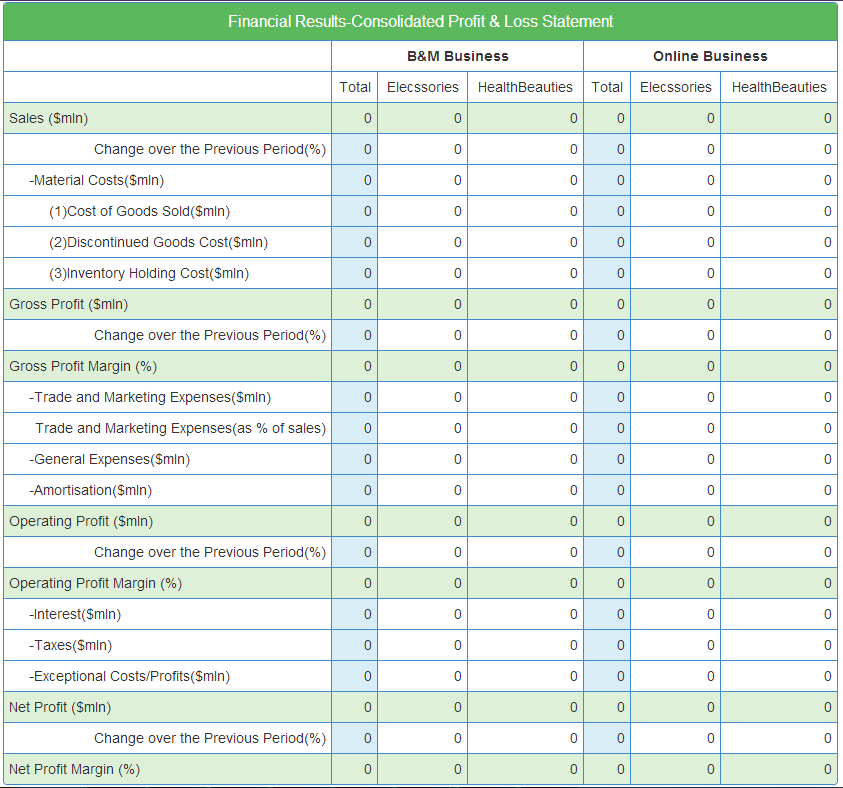 Financial Results-Consolidated Profit & Loss Statement
B&M Business Online Business
Total Elecssories HealthBeauties Total Elecssories HealthBeauties
Sales ($mln) 0 0 0 0 0 0
Change over the Previous Period(%) 0 0 0 0 0 0
-Material Costs($mln) 0 0 0 0 0 0
(1)Cost of Goods Sold($mln) 0 0 0 0 0 0
(2)Discontinued Goods Cost($mln) 0 0 0 0 0 0
(3)Inventory Holding Cost($mln) 0 0 0 0 0 0
Gross Profit ($mln) 0 0 0 0 0 0
Change over the Previous Period(%) 0 0 0 0 0 0
Gross Profit Margin (%) 0 0 0 0 0 0
-Trade and Marketing Expenses($mln) 0 0 0 0 0 0
Trade and Marketing Expenses(as % of sales) 0 0 0 0 0 0
-General Expenses($mln) 0 0 0 0 0 0
-Amortisation($mln) 0 0 0 0 0 0
Operating Profit ($mln) 0 0 0 0 0 0
Change over the Previous Period(%) 0 0 0 0 0 0
Operating Profit Margin (%) 0 0 0 0 0 0
-Interest($mln) 0 0 0 0 0 0
-Taxes($mln) 0 0 0 0 0 0
-Exceptional Costs/Profits($mln) 0 0 0 0 0 0
Net Profit ($mln) 0 0 0 0 0 0
Change over the Previous Period(%) 0 0 0 0 0 0
Net Profit Margin (%) 0 0 0 0 0 0